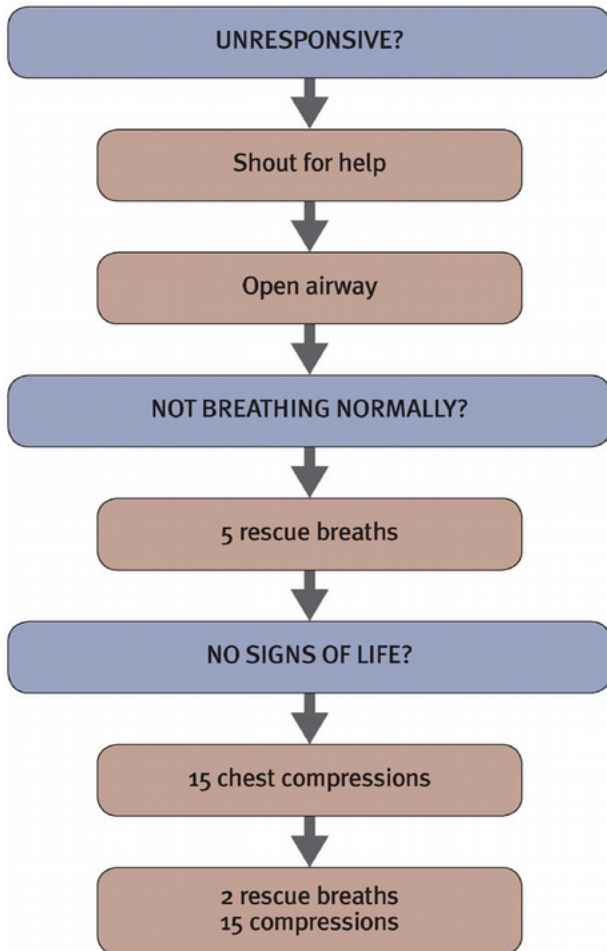 UNRESPONSIVE?
Shout for help
Open airway
NOT BREATHING NORMALLY?
5 rescue breaths
NO SIGNS OF LIFE?
15 chest compressions
2 rescue breaths
15 compressions